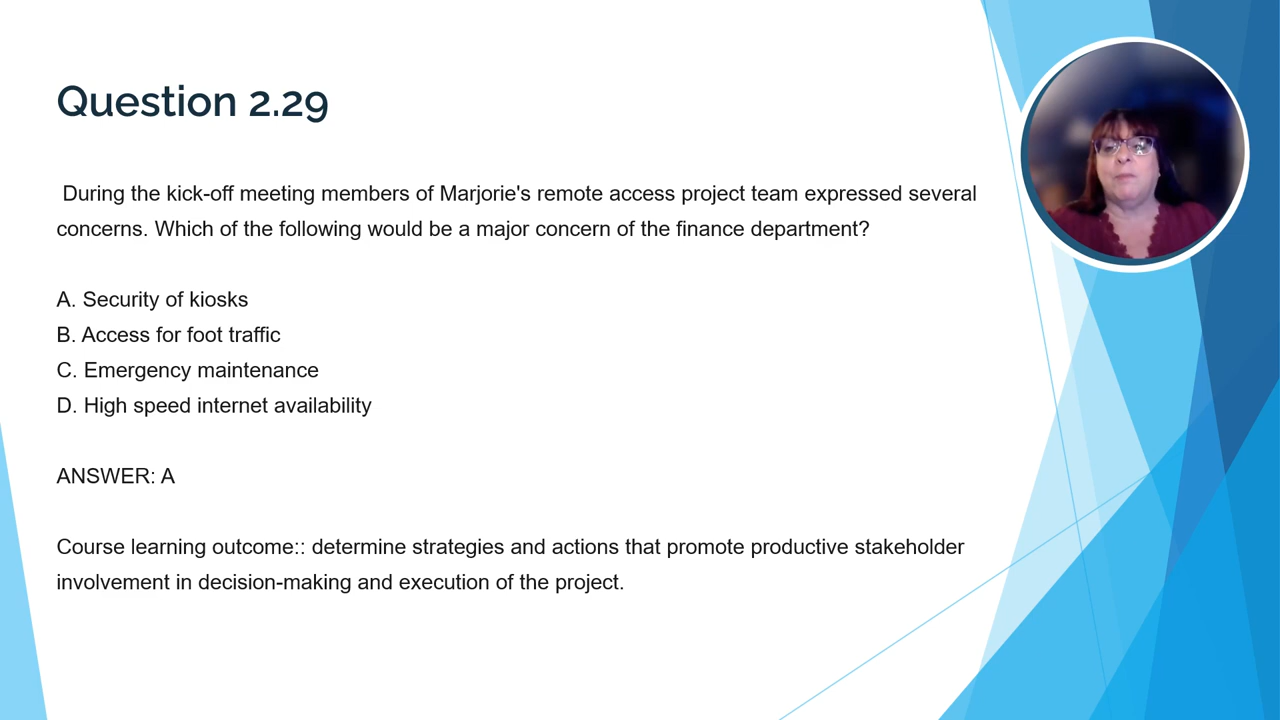 Question 2.29
During the kick-off meeting members of Marjorie's remote access project team expressed several
concerns. Which of the following would be a major concern of the finance department?
A. Security of kiosks
B. Access for foot traffic
C. Emergency maintenance
D. High speed internet availability
ANSWER: A
Course learning outcome:: determine strategies and actions that promote productive stakeholder
involvement in decision-making and execution of the project.